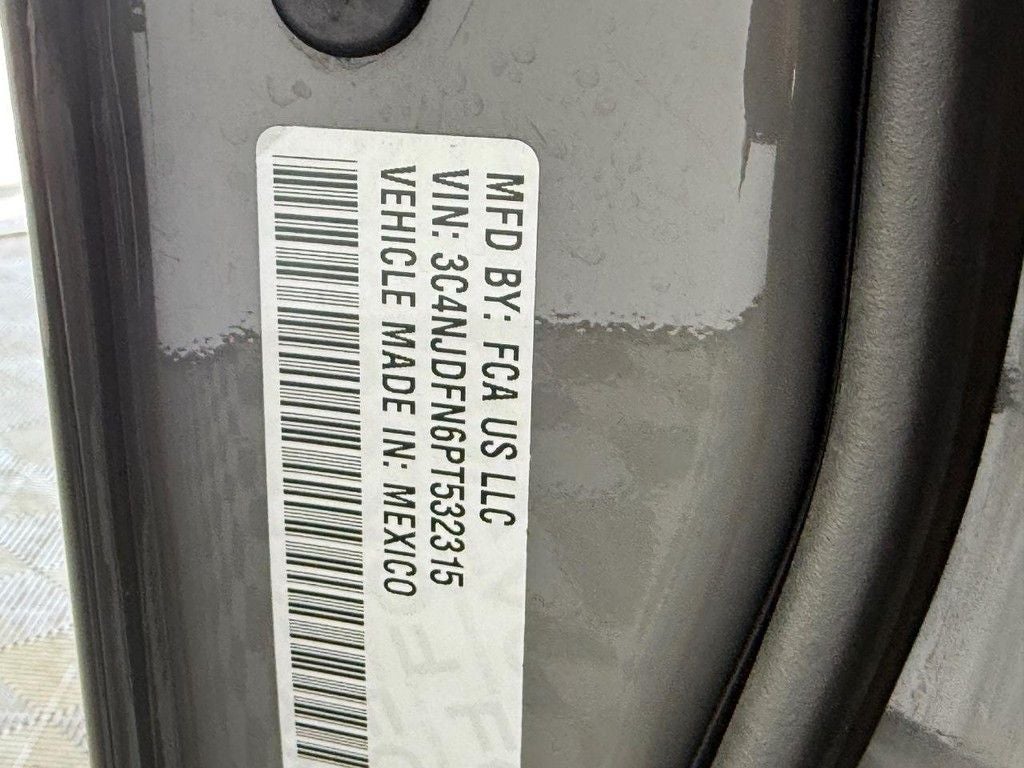 MFD BY: FCA US LLC
VIN: 3C4NJDFN6PT532315
VEHICLE MADE IN: MEXICO